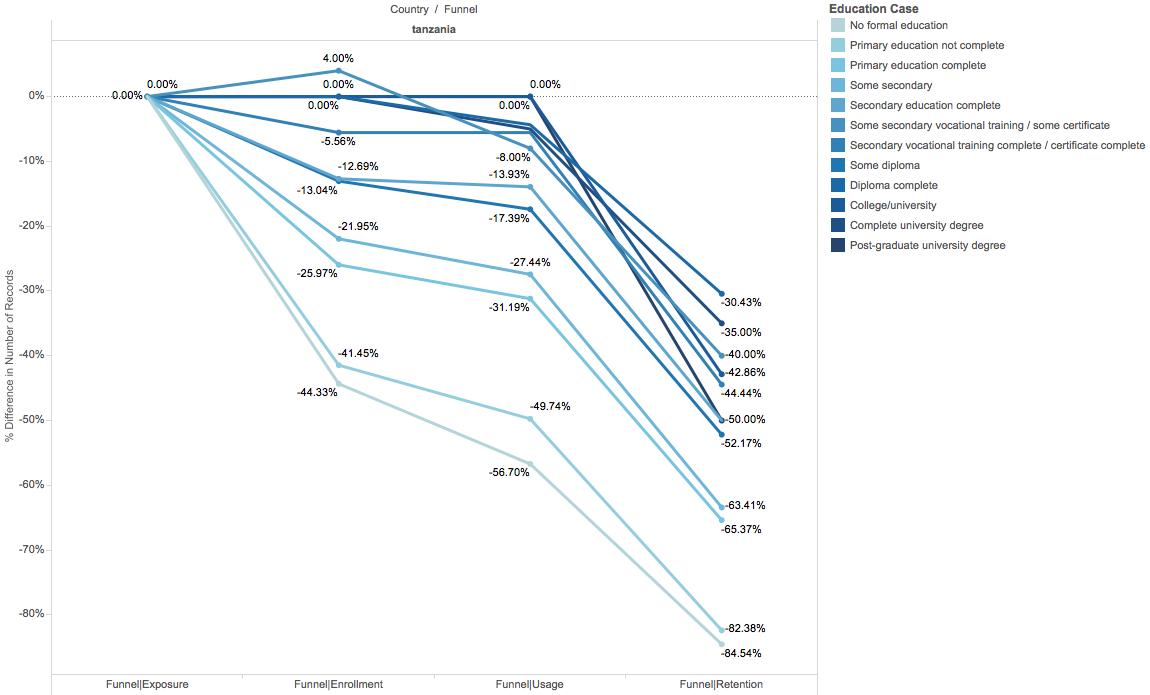 Country / Funnel
tanzania
Education Case
No formal education
Primary education not complete
Primary education complete
Some secondary
Secondary education complete
Some secondary vocational training / some certificate
Secondary vocational training complete / certificate complete
Some diploma
Diploma complete
College/university
Complete university degree
Post-graduate university degree
% Difference in Number of Records
0%
-10%
-20%
-30%
-40%
-50%
-60%
-70%
-80%
0.00%
0.00%
4.00%
0.00%
0.00%
-5.56%
-12.69%
-13.04%
-21.95%
-25.97%
-41.45%
-44.33%
0.00%
0.00%
-8.00%
-13.93%
-17.39%
-27.44%
-31.19%
-49.74%
-56.70%
-30.43%
-35.00%
-40.00%
-42.86%
-44.44%
-50.00%
-52.17%
-63.41%
-65.37%
-82.38%
-84.54%
Funnel|Exposure
Funnel|Enrollment
Funnel|Usage
Funnel|Retention